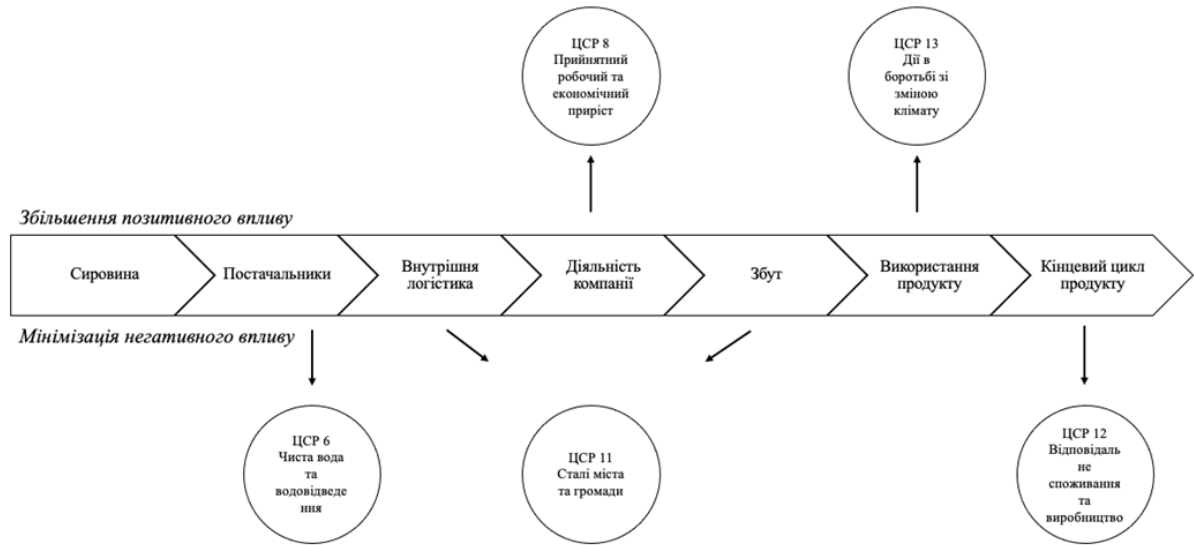 ЦСР 8
Прийнятний
робочий та
економічний
приріст
ЦСР 13
Дії в
боротьбі зі
зміною
клімату
Збільшення позитивного впливу
Сировина
Постачальники
Внутрішня
логістика
Діяльність
компанії
Збут
Використання
продукту
Кінцевий цикл
продукту
Мінімізація негативного впливу
ЦСР 6
Чиста вода
та
водовідведе
ння
ЦСР 11
Сталі міста
та громади
ЦСР 12
Відповідаль
не
споживання
та
виробництво